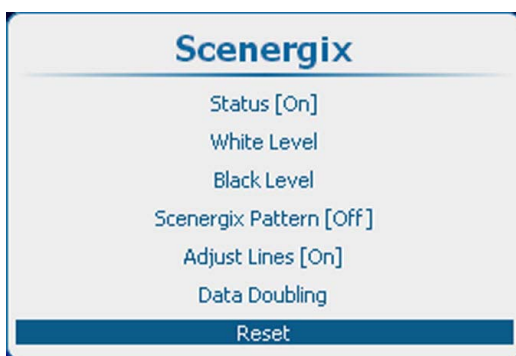 Scenergix
Status [On]
White Level
Black Level
Scenergix Pattern [Off]
Adjust Lines [On]
Data Doubling
Reset